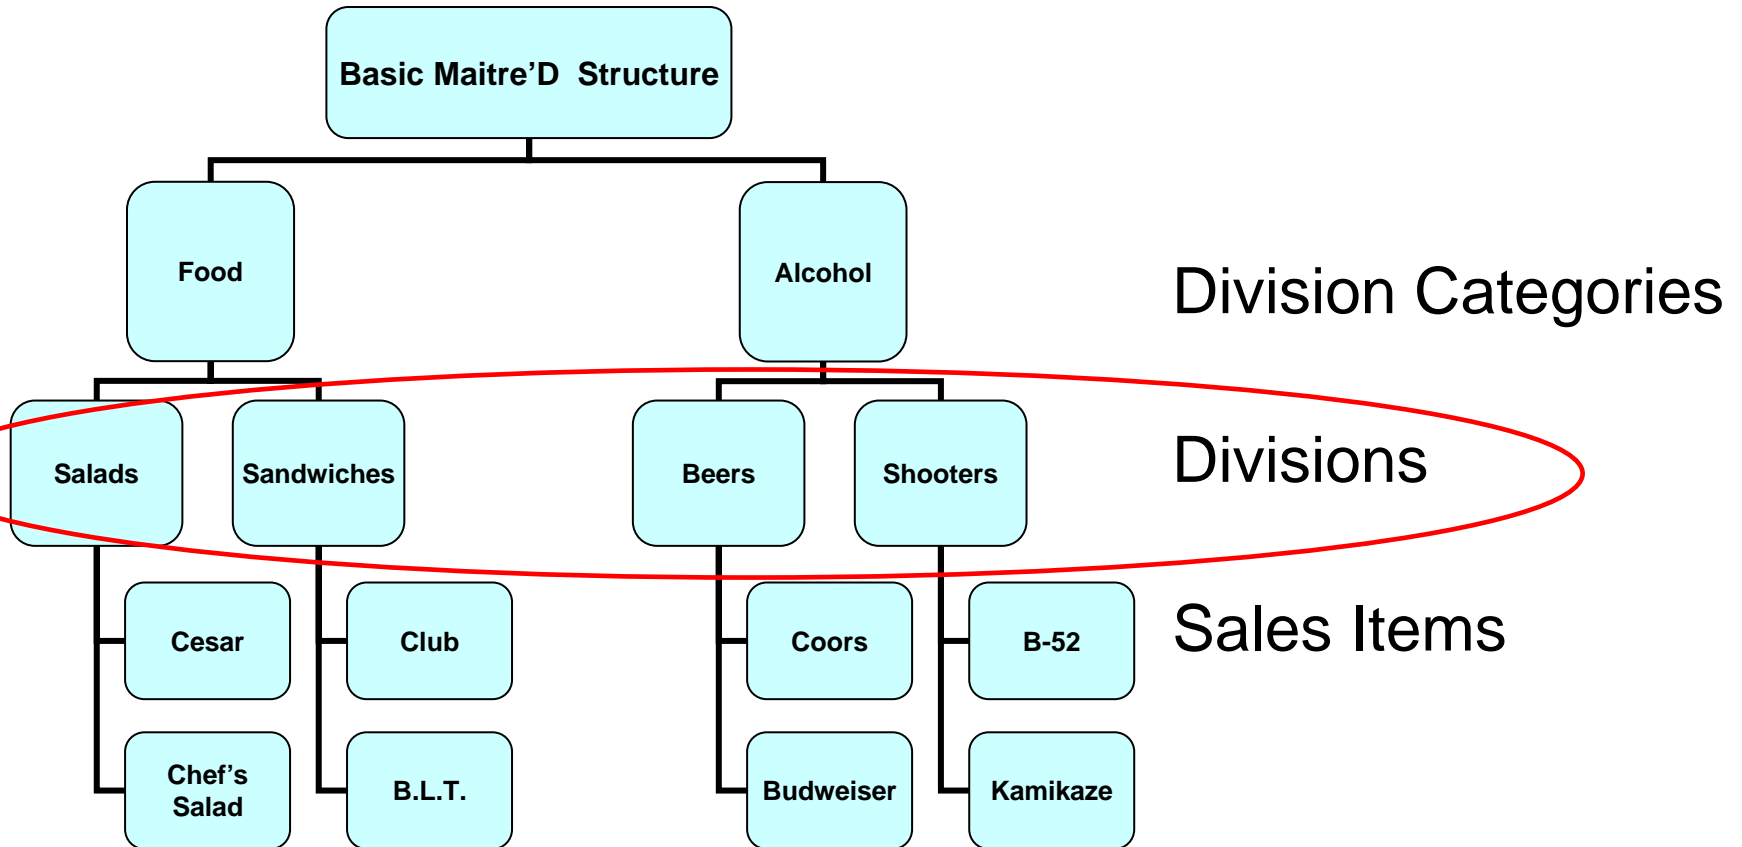 Basic Maitre’D  Structure
Food
Alcohol
Division Categories
Salads
Sandwiches
Beers
Shooters
Divisions
Cesar
Club
Coors
B-52
Sales Items
Chef’s
Salad
B.L.T.
Budweiser
Kamikaze